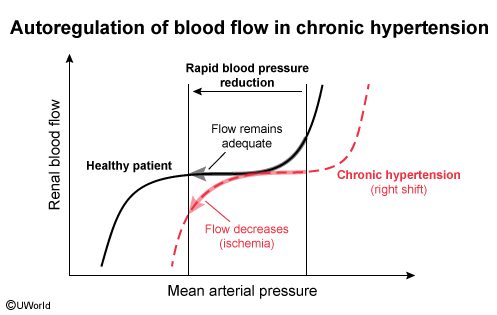 Autoregulation of blood flow in chronic hypertension
Rapid blood pressure
reduction
Flow remains
adequate
Healthy patient
Chronic hypertension
(right shift)
Flow decreases
(ischemia)
Renal blood flow
Mean arterial pressure
©UWorld